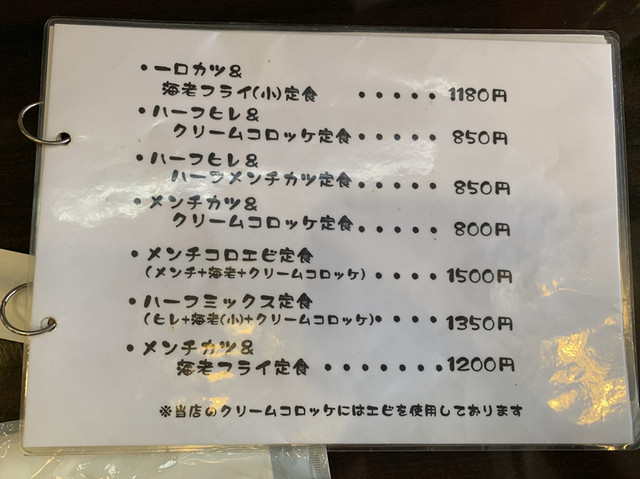 ・一口カツ&
海老フライ(小)定食 ・・・・・ 1180円
・ハーフヒレ&
クリームコロッケ定食・・・・・ 850円
・ハーフヒレ&
ハーフメンチカツ定食・・・・・ 850円
・メンチカツ&
クリームコロッケ定食・・・・・ 800円
・メンチコロエビ定食
(メンチ+海老+クリームコロッケ)・・・・ 1500円
・ハーフミックス定食
(ヒレ+海老(小)+クリームコロッケ)・・・・ 1350円
・メンチカツ&
海老フライ定食 ・・・・・・・ 1200円
※当店のクリームコロッケにはエビを使用しております